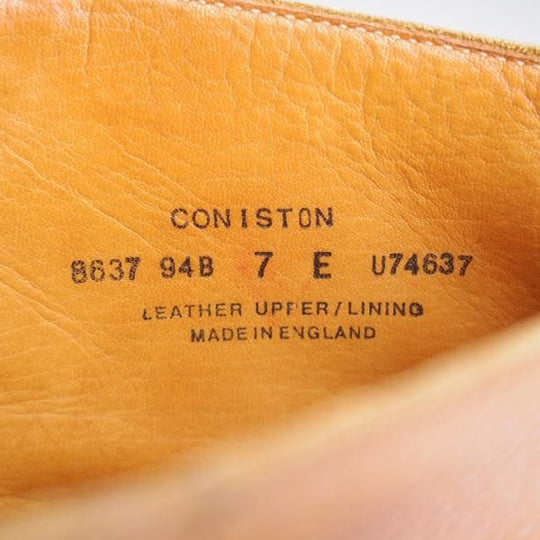 CONISTON
8637 94B 7 E U74637
LEATHER UPPER/LINING
MADE IN ENGLAND